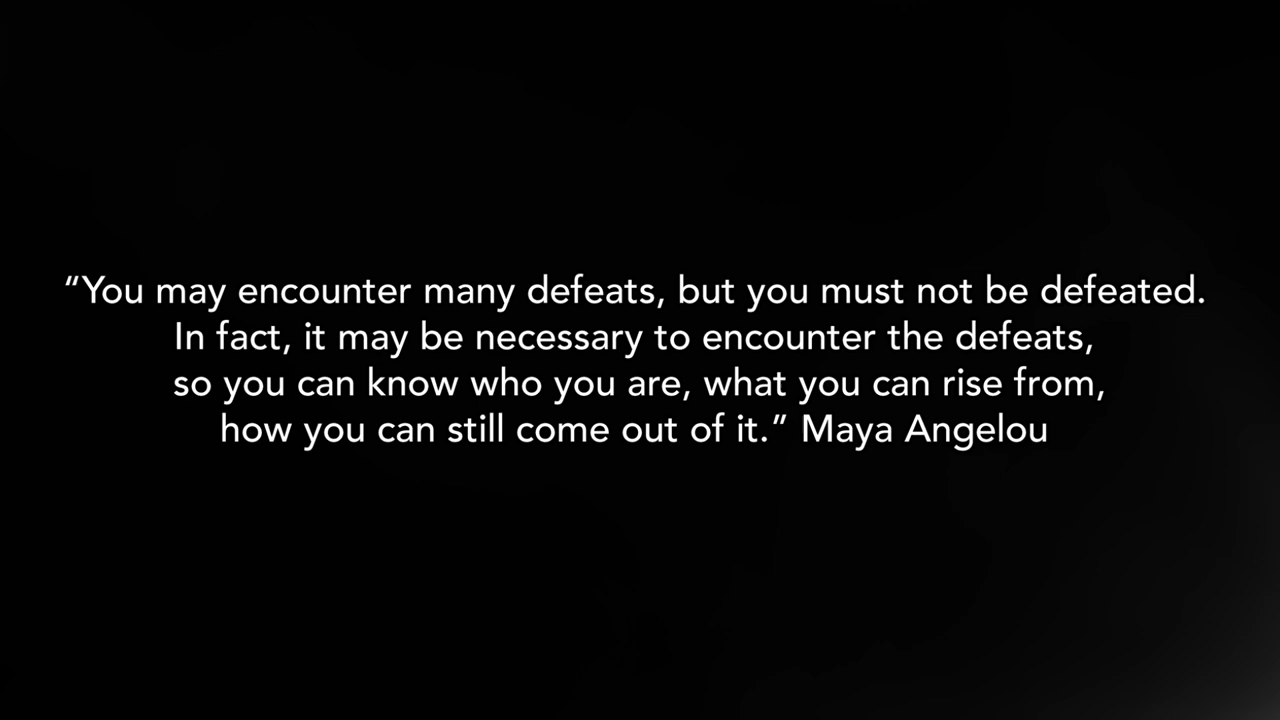 “You may encounter many defeats, but you must not be defeated.
In fact, it may be necessary to encounter the defeats,
so you can know who you are, what you can rise from,
how you can still come out of it.” Maya Angelou